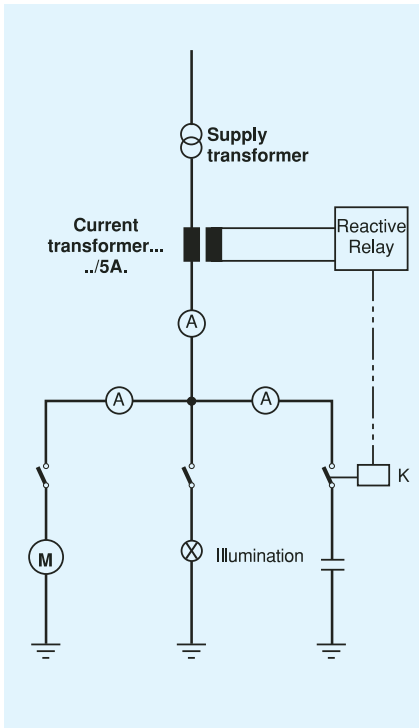 Supply
transformer
Current
transformer...
../5A.
Reactive
Relay
A
A
A
K
M
Illumination